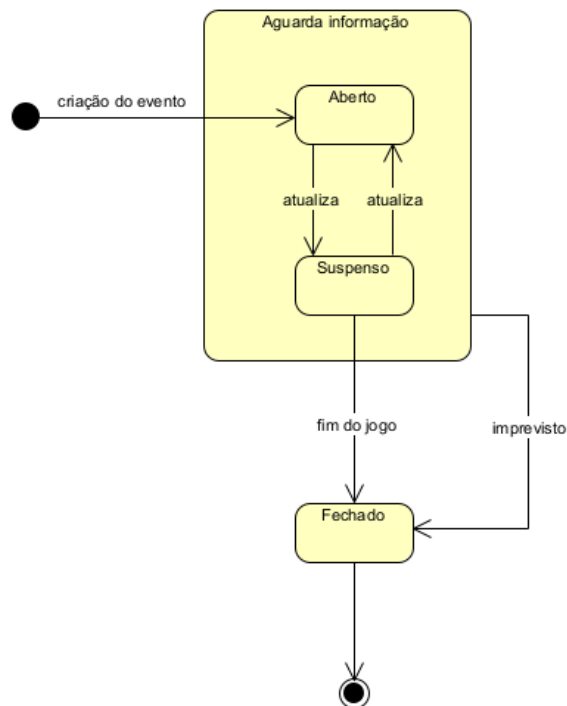 Aguarda informação
criação do evento
Aberto
atualiza
atualiza
Suspenso
fim do jogo
imprevisto
Fechado